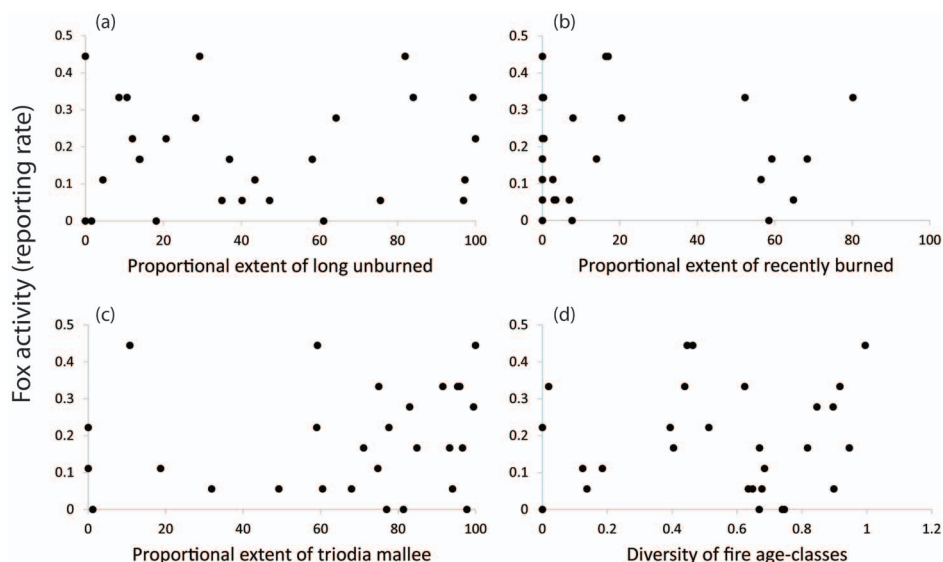 Fox activity (reporting rate)
(a)
0.5
0.4
0.3
0.2
0.1
0
0 20 40 60 80 100
Proportional extent of long unburned
(b)
0.5
0.4
0.3
0.2
0.1
0
0 20 40 60 80 100
Proportional extent of recently burned
(c)
0.5
0.4
0.3
0.2
0.1
0
0 20 40 60 80 100
Proportional extent of triodia mallee
(d)
0.5
0.4
0.3
0.2
0.1
0
0 0.2 0.4 0.6 0.8 1 1.2
Diversity of fire age-classes